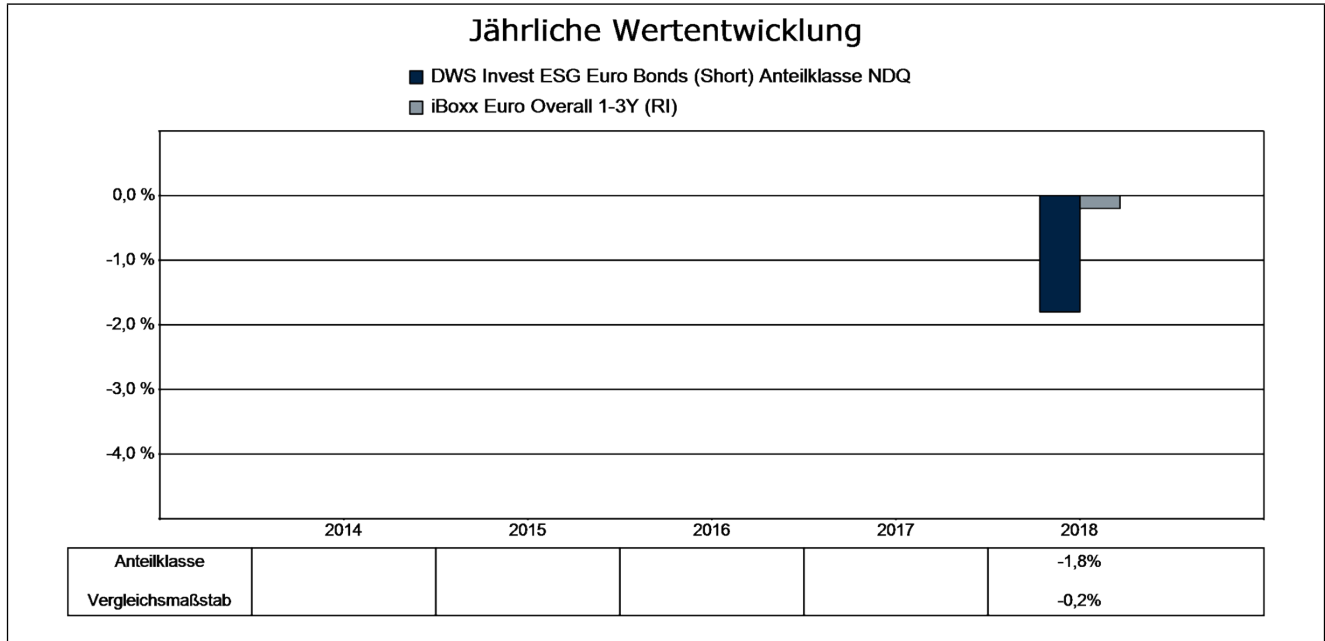 Jährliche Wertentwicklung
DWS Invest ESG Euro Bonds (Short) Anteilklasse NDQ
iBoxx Euro Overall 1-3Y (RI)
0,0 %
-1,0 %
-2,0 %
-3,0 %
-4,0 %
2014 2015 2016 2017 2018
Anteilklasse -1,8%
Vergleichsmaßstab -0,2%